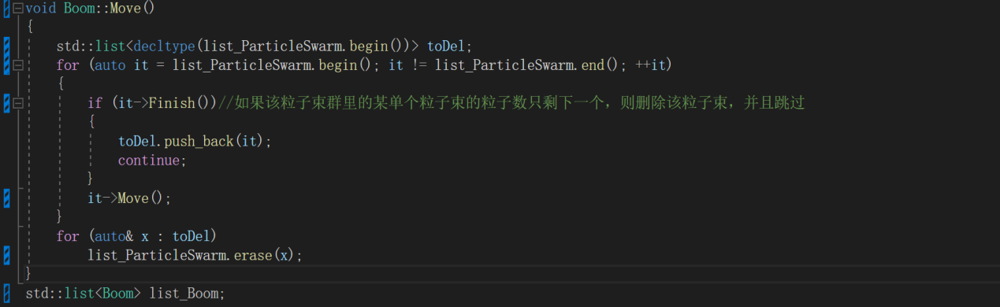 void Boom::Move()
{
std::list<decltype(list_ParticleSwarm.begin())> toDel;
for (auto it = list_ParticleSwarm.begin(); it != list_ParticleSwarm.end(); ++it)
{
if (it->Finish())//如果该粒子束群里的某单个粒子束的粒子数只剩下一个，则删除该粒子束，并且跳过
{
toDel.push_back(it);
continue;
}
it->Move();
}
for (auto& x : toDel)
list_ParticleSwarm.erase(x);
}
std::list<Boom> list_Boom;